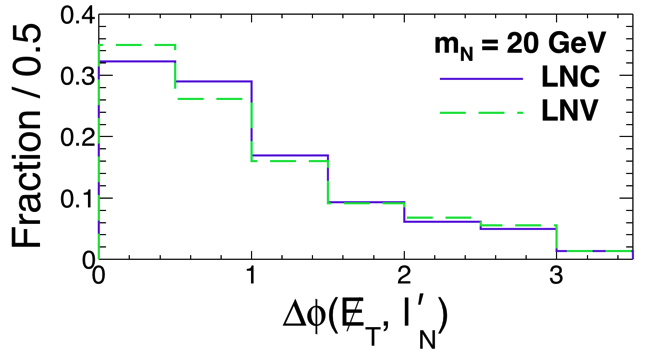 0.4
0.3
0.2
0.1
0
Fraction / 0.5
m_N = 20 GeV
LNC
LNV
0 1 2 3
Δϕ(E̸_T, l′_N)